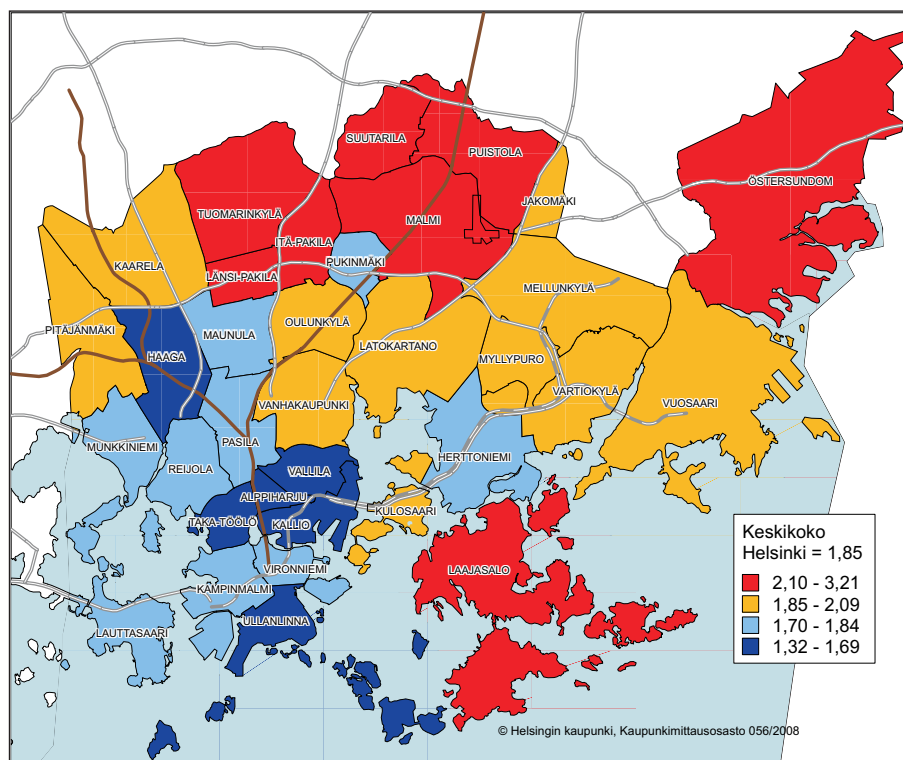 SUUTARILA
PUISTOLA
ÖSTERSUNDOM
JAKOMÄKI
TUOMARINKYLÄ
MALMI
ITÄ-PAKILA
PUKINMÄKI
KAARELA
LÄNSI-PAKILA
MELLUNKYLÄ
PITÄJÄNMÄKI
MAUNULA
OULUNKYLÄ
HAAGA
LATOKARTANO
MYLLYPURO
VARTIOKYLÄ
VANHAKAUPUNKI
VUOSAARI
MUNKKINIEMI
PASILA
HERTTONIEMI
REIJOLA
VALLILA
ALPPIHARJU
KULOSAARI
TAKA-TÖÖLÖ
KALLIO
VIRONNIEMI
LAAJASALO
KAMPINMALMI
ULLANLINNA
LAUTTASAARI
Keskikoko
Helsinki = 1,85
2,10 - 3,21
1,85 - 2,09
1,70 - 1,84
1,32 - 1,69
© Helsingin kaupunki, Kaupunkimittausosasto 056/2008